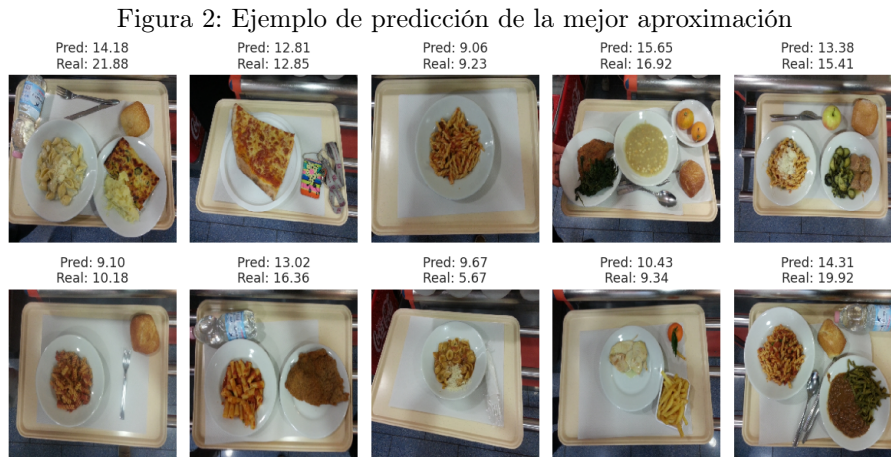 Figura 2: Ejemplo de predicción de la mejor aproximación
Pred: 14.18
Real: 21.88
Pred: 12.81
Real: 12.85
Pred: 9.06
Real: 9.23
Pred: 15.65
Real: 16.92
Pred: 13.38
Real: 15.41
Pred: 9.10
Real: 10.18
Pred: 13.02
Real: 16.36
Pred: 9.67
Real: 5.67
Pred: 10.43
Real: 9.34
Pred: 14.31
Real: 19.92